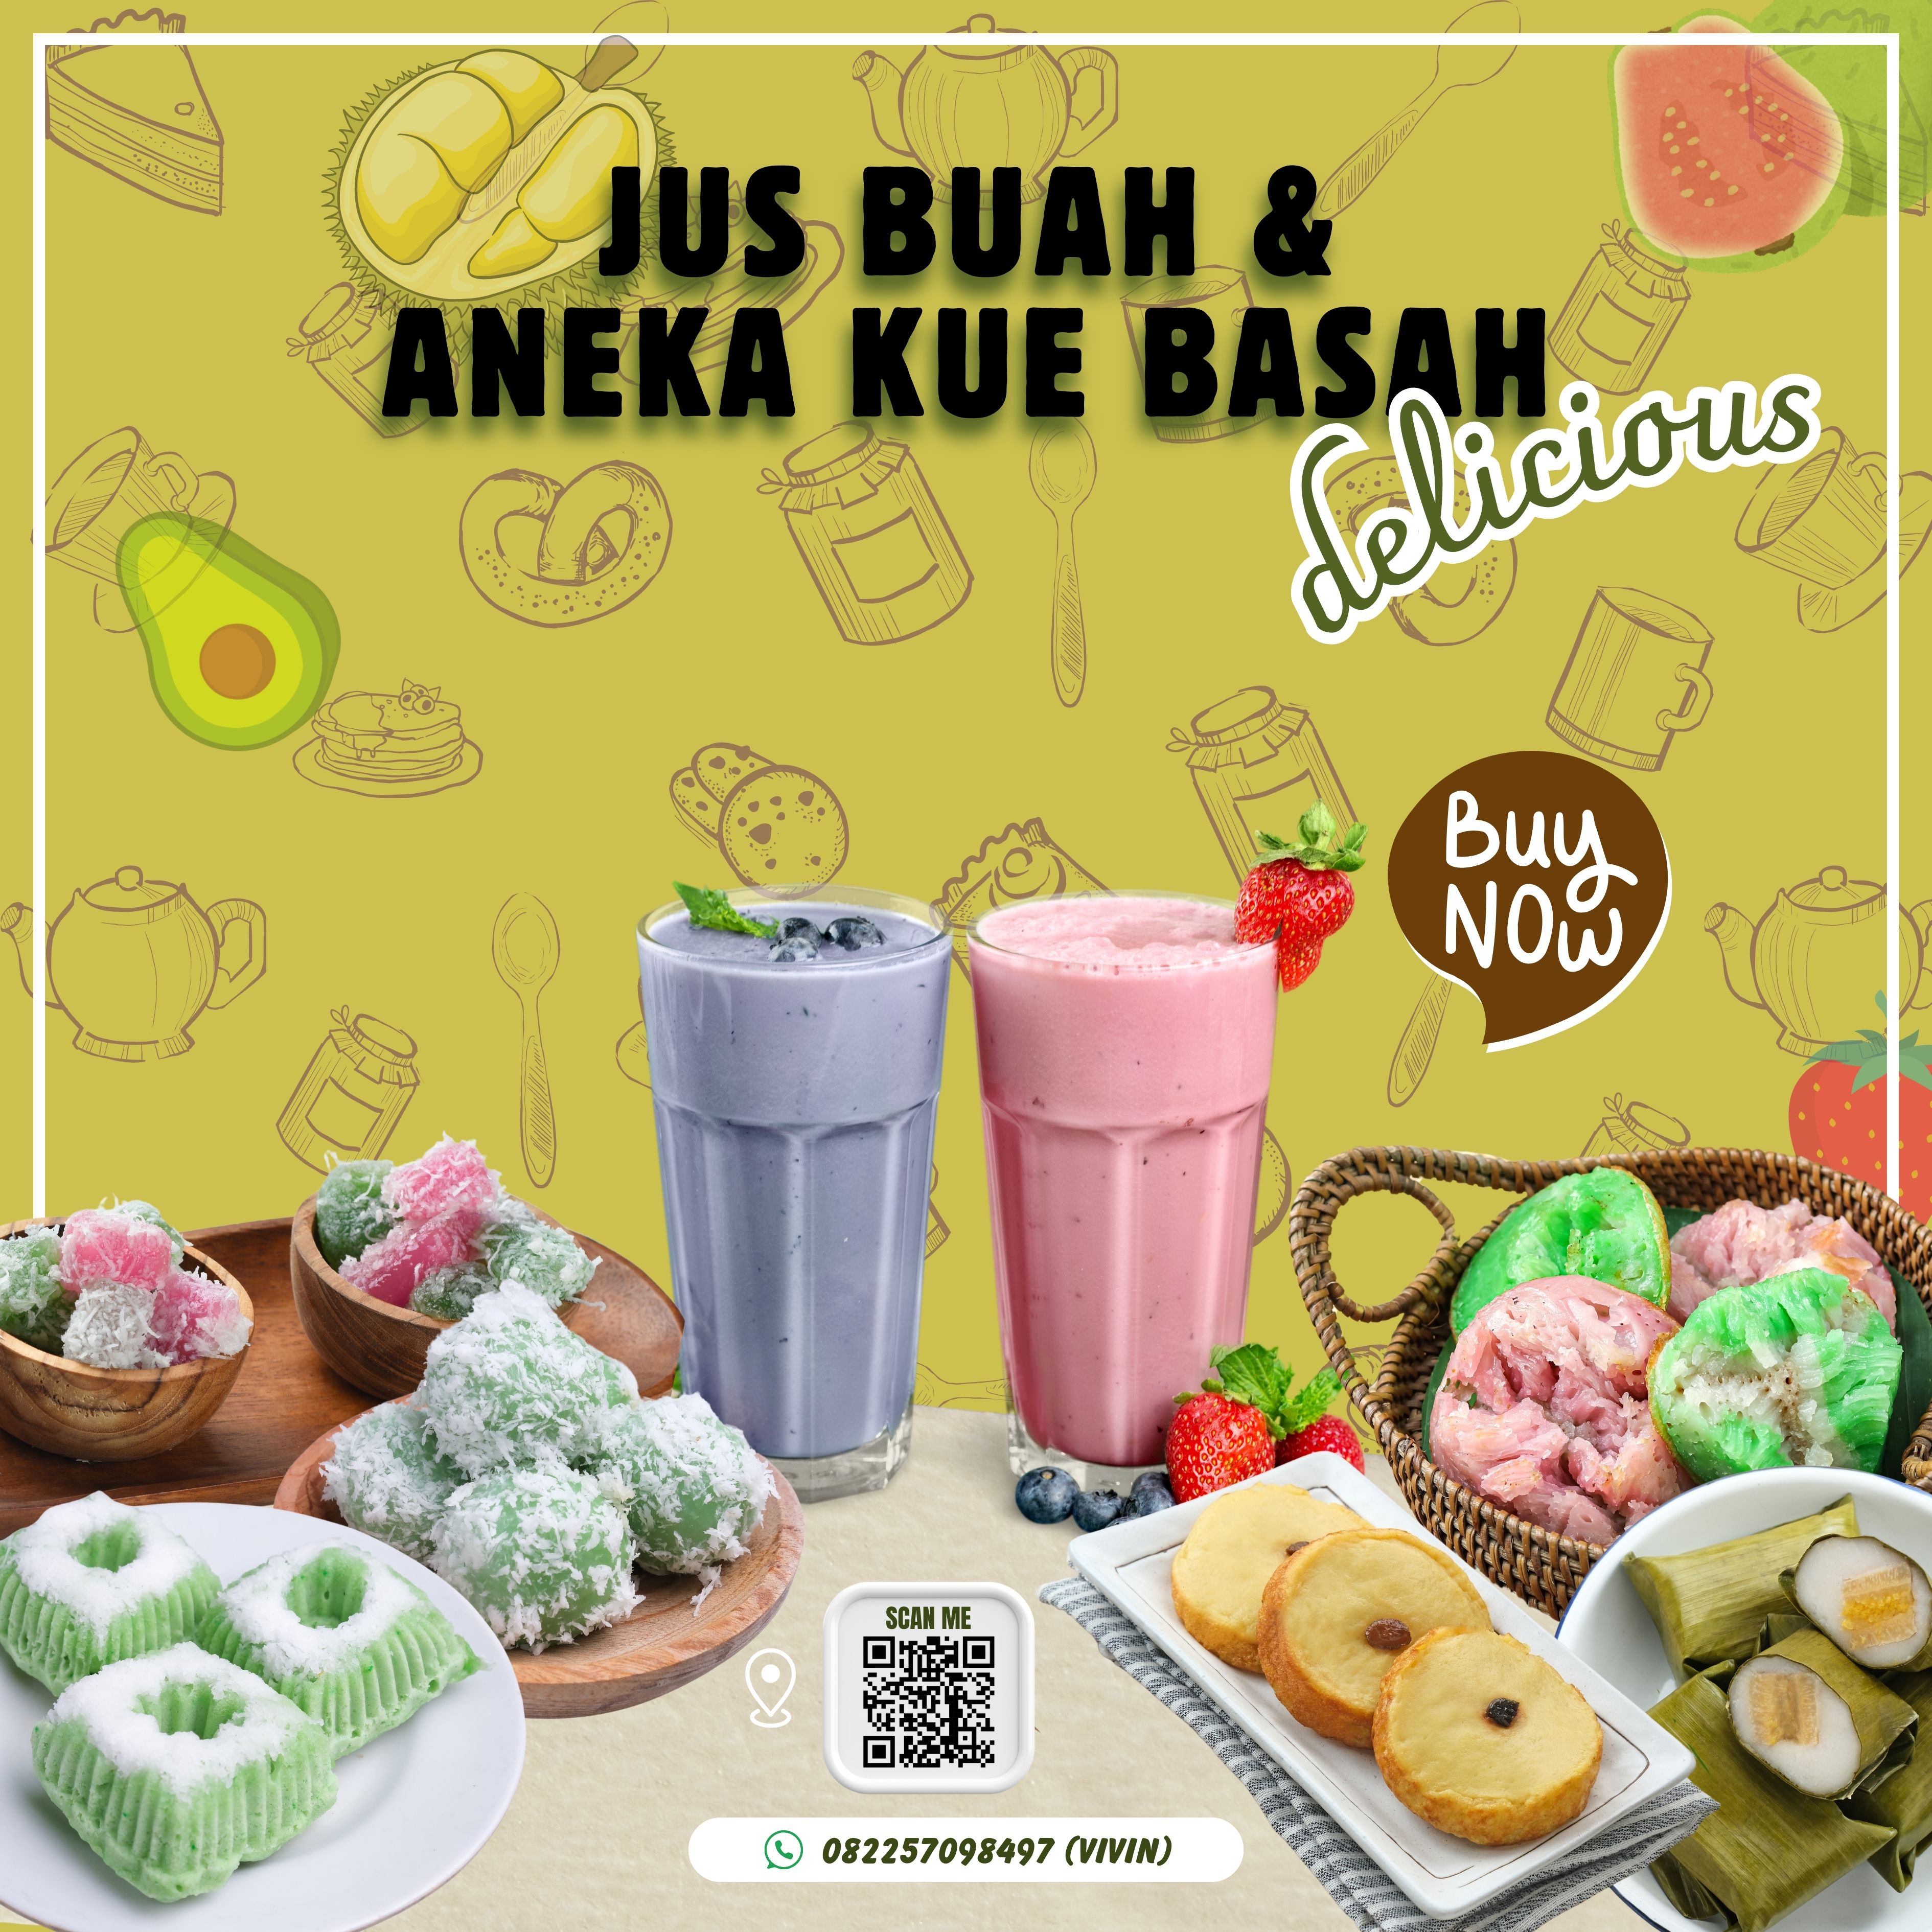 JUS BUAH &
ANEKA KUE BASAH
delicious
Buy
NOw
SCAN ME
082257098497 (VIVIN)